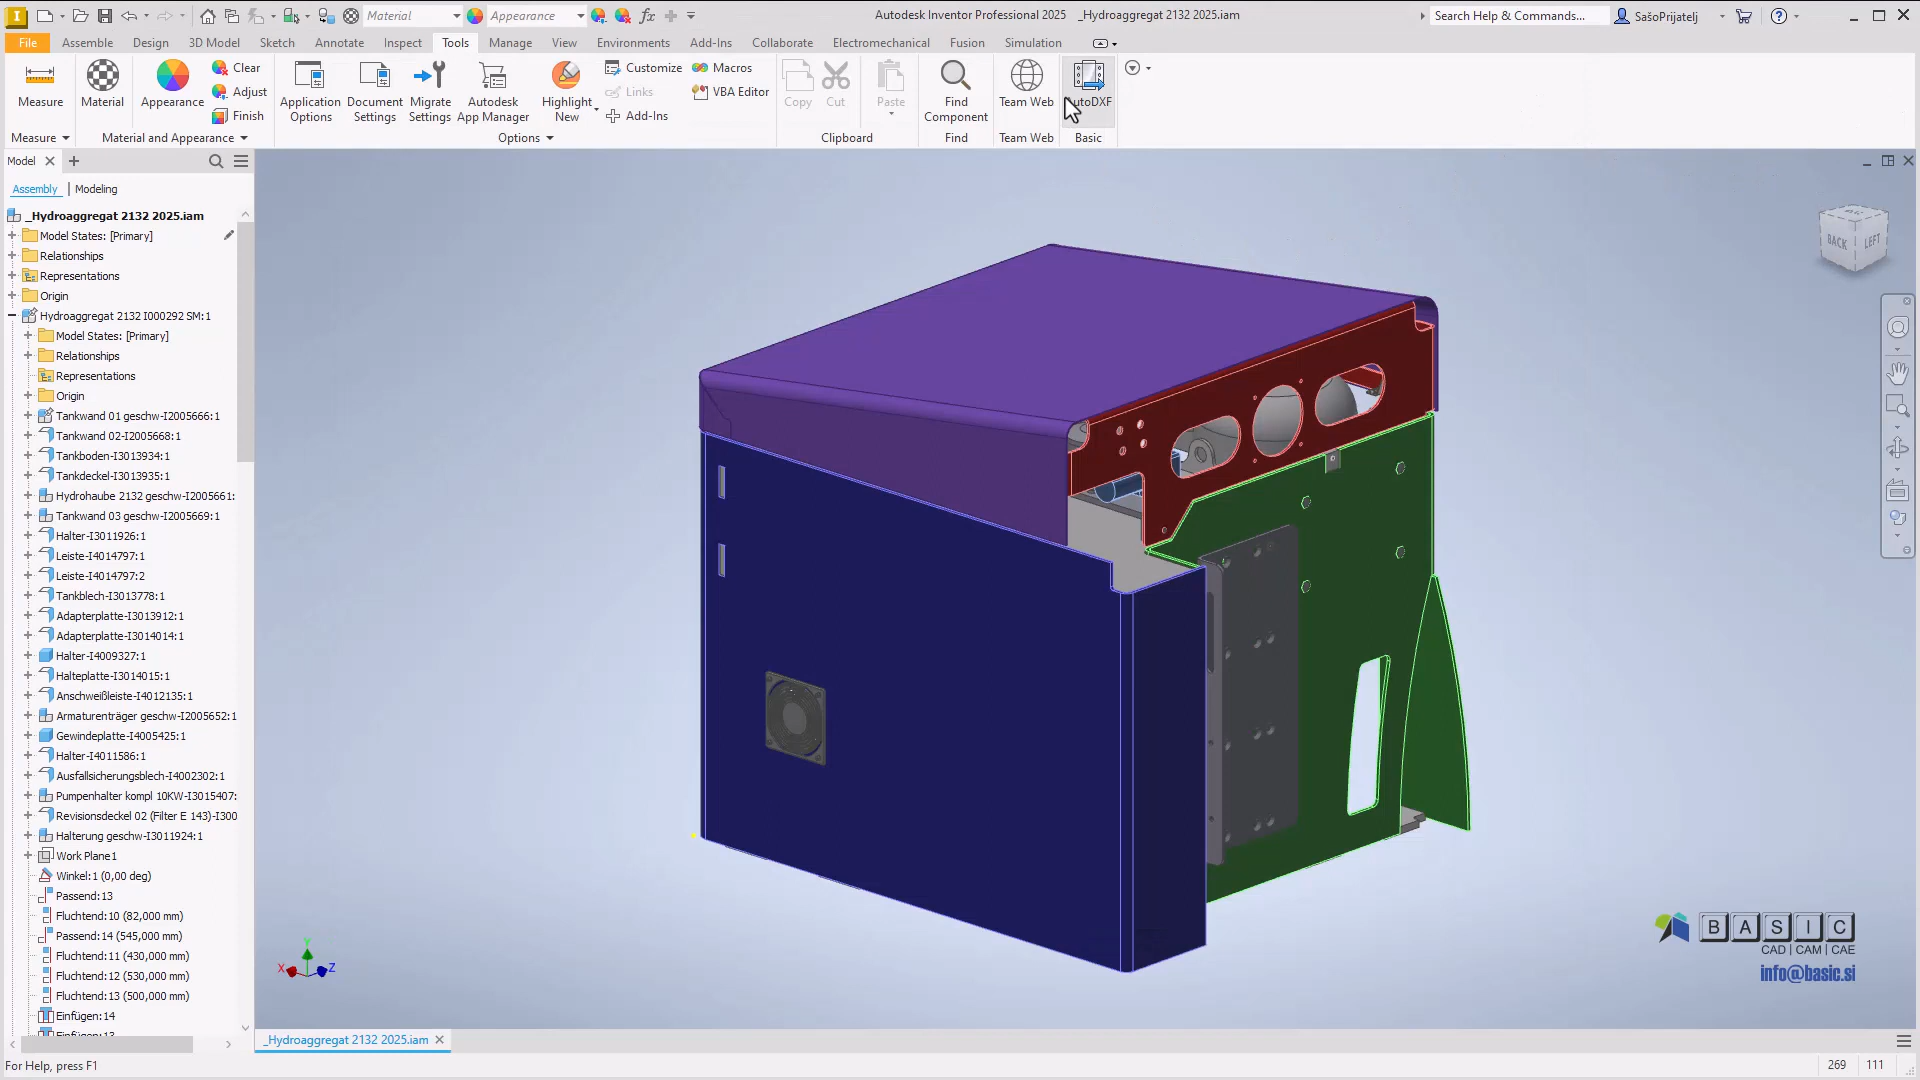 Material
Appearance
Autodesk Inventor Professional 2025 _Hydroaggregat 2132 2025.iam
Search Help & Commands...
SašoPrijatelj
File
Assemble
Design
3D Model
Sketch
Annotate
Inspect
Tools
Manage
View
Environments
Add-Ins
Collaborate
Electromechanical
Fusion
Simulation
Measure
Material
Appearance
Clear
Adjust
Finish
Application Options
Document Settings
Migrate Settings
Autodesk App Manager
Highlight New
Customize
Links
Add-Ins
Macros
VBA Editor
Copy
Cut
Paste
Find Component
Team Web
AutoDXF
Measure
Material and Appearance
Options
Clipboard
Find
Team Web
Basic
Model
Assembly
Modeling
_Hydroaggregat 2132 2025.iam
Model States: [Primary]
Relationships
Representations
Origin
Hydroaggregat 2132 I000292 SM:1
Model States: [Primary]
Relationships
Representations
Origin
Tankwand 01 geschw-I2005666:1
Tankwand 02-I2005668:1
Tankboden-I3013934:1
Tankdeckel-I3013935:1
Hydrohaube 2132 geschw-I2005661:
Tankwand 03 geschw-I2005669:1
Halter-I3011926:1
Leiste-I4014797:1
Leiste-I4014797:2
Tankblech-I3013778:1
Adapterplatte-I3013912:1
Adapterplatte-I3014014:1
Halter-I4009327:1
Halteplatte-I3014015:1
Anschweißleiste-I4012135:1
Armaturenträger geschw-I2005652:1
Gewindeplatte-I4005425:1
Halter-I4011586:1
Ausfallsicherungsblech-I4002302:1
Pumpenhalter kompl 10KW-I3015407:
Revisionsdeckel 02 (Filter E 143)-I300
Halterung geschw-I3011924:1
Work Plane1
Winkel:1 (0,00 deg)
Passend:13
Fluchtend:10 (82,000 mm)
Passend:14 (545,000 mm)
Fluchtend:11 (430,000 mm)
Fluchtend:12 (530,000 mm)
Fluchtend:13 (500,000 mm)
Einfügen:14
Einfügen:13
BACK
LEFT
Y
X
Z
BASIC
CAD | CAM | CAE
info@basic.si
_Hydroaggregat 2132 2025.iam
For Help, press F1
269
111